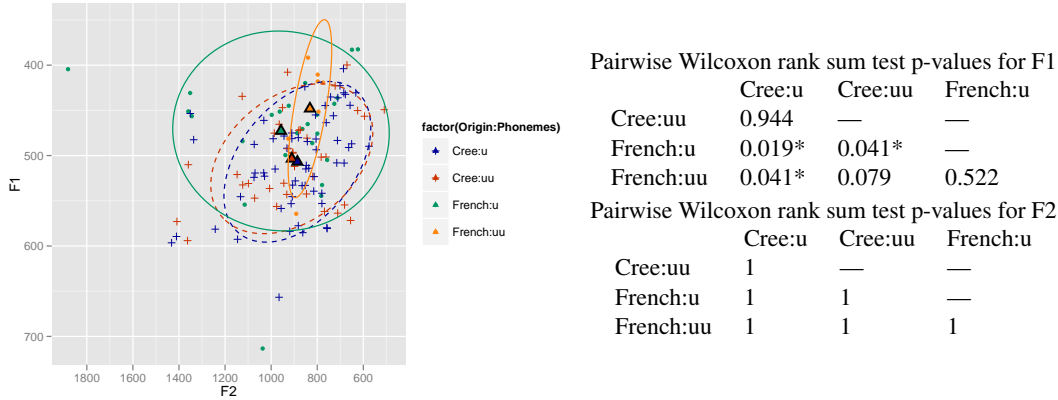 400
500
600
700
F1
1800 1600 1400 1200 1000 800 600
F2
factor(Origin:Phonemes)
Cree:u
Cree:uu
French:u
French:uu
Pairwise Wilcoxon rank sum test p-values for F1
Cree:u Cree:uu French:u
Cree:uu 0.944 — —
French:u 0.019* 0.041* —
French:uu 0.041* 0.079 0.522
Pairwise Wilcoxon rank sum test p-values for F2
Cree:u Cree:uu French:u
Cree:uu 1 — —
French:u 1 1 —
French:uu 1 1 1